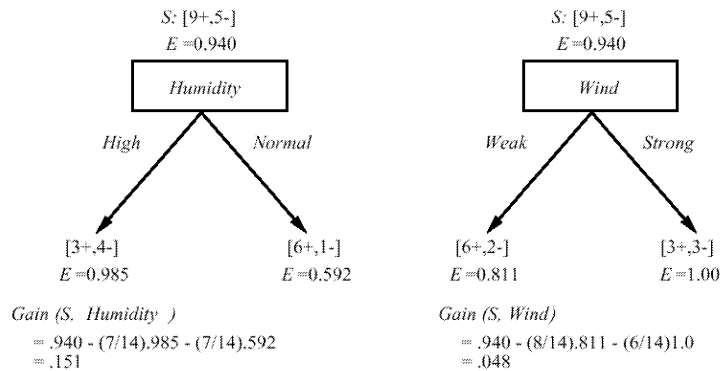 S: [9+,5-]
E =0.940
Humidity
High
Normal
[3+,4-]
E =0.985
[6+,1-]
E =0.592
Gain (S, Humidity )
= .940 - (7/14).985 - (7/14).592
= .151
S: [9+,5-]
E =0.940
Wind
Weak
Strong
[6+,2-]
E =0.811
[3+,3-]
E =1.00
Gain (S, Wind)
= .940 - (8/14).811 - (6/14)1.0
= .048